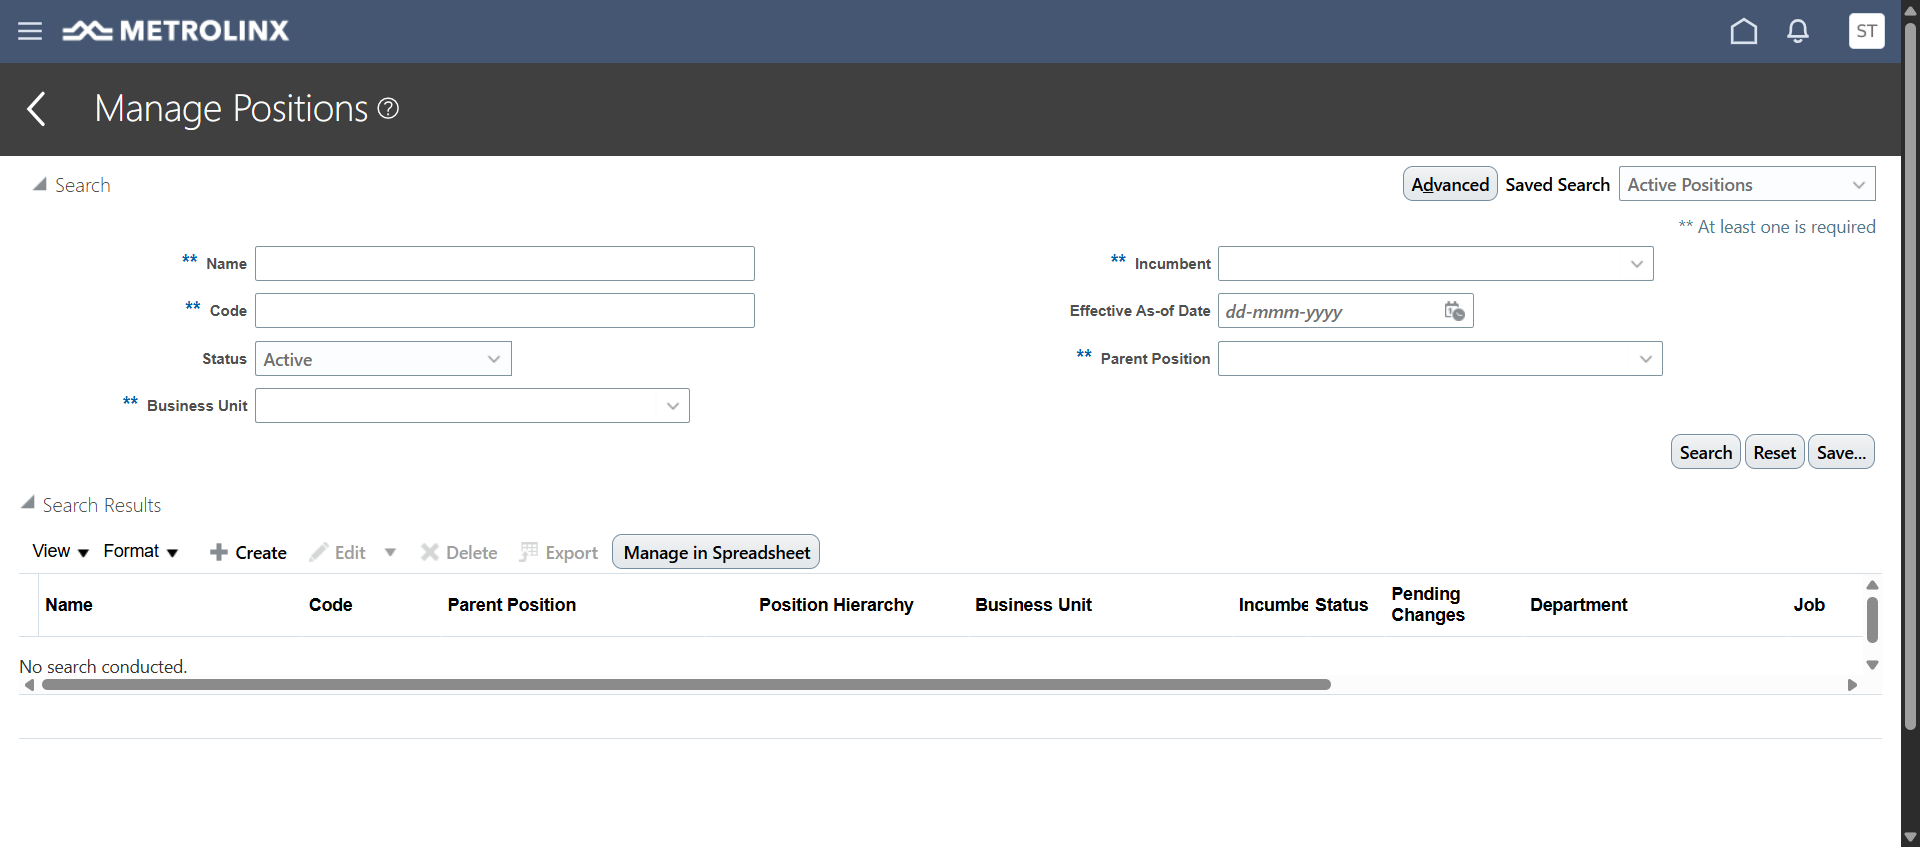 METROLINX
ST
Manage Positions
Search
Advanced Saved Search Active Positions
** At least one is required
** Name
** Incumbent
** Code
Effective As-of Date dd-mmm-yyyy
Status Active
** Parent Position
** Business Unit
Search Reset Save...
Search Results
View Format Create Edit Delete Export Manage in Spreadsheet
Name Code Parent Position Position Hierarchy Business Unit Incumbe Status Pending Changes Department Job
No search conducted.